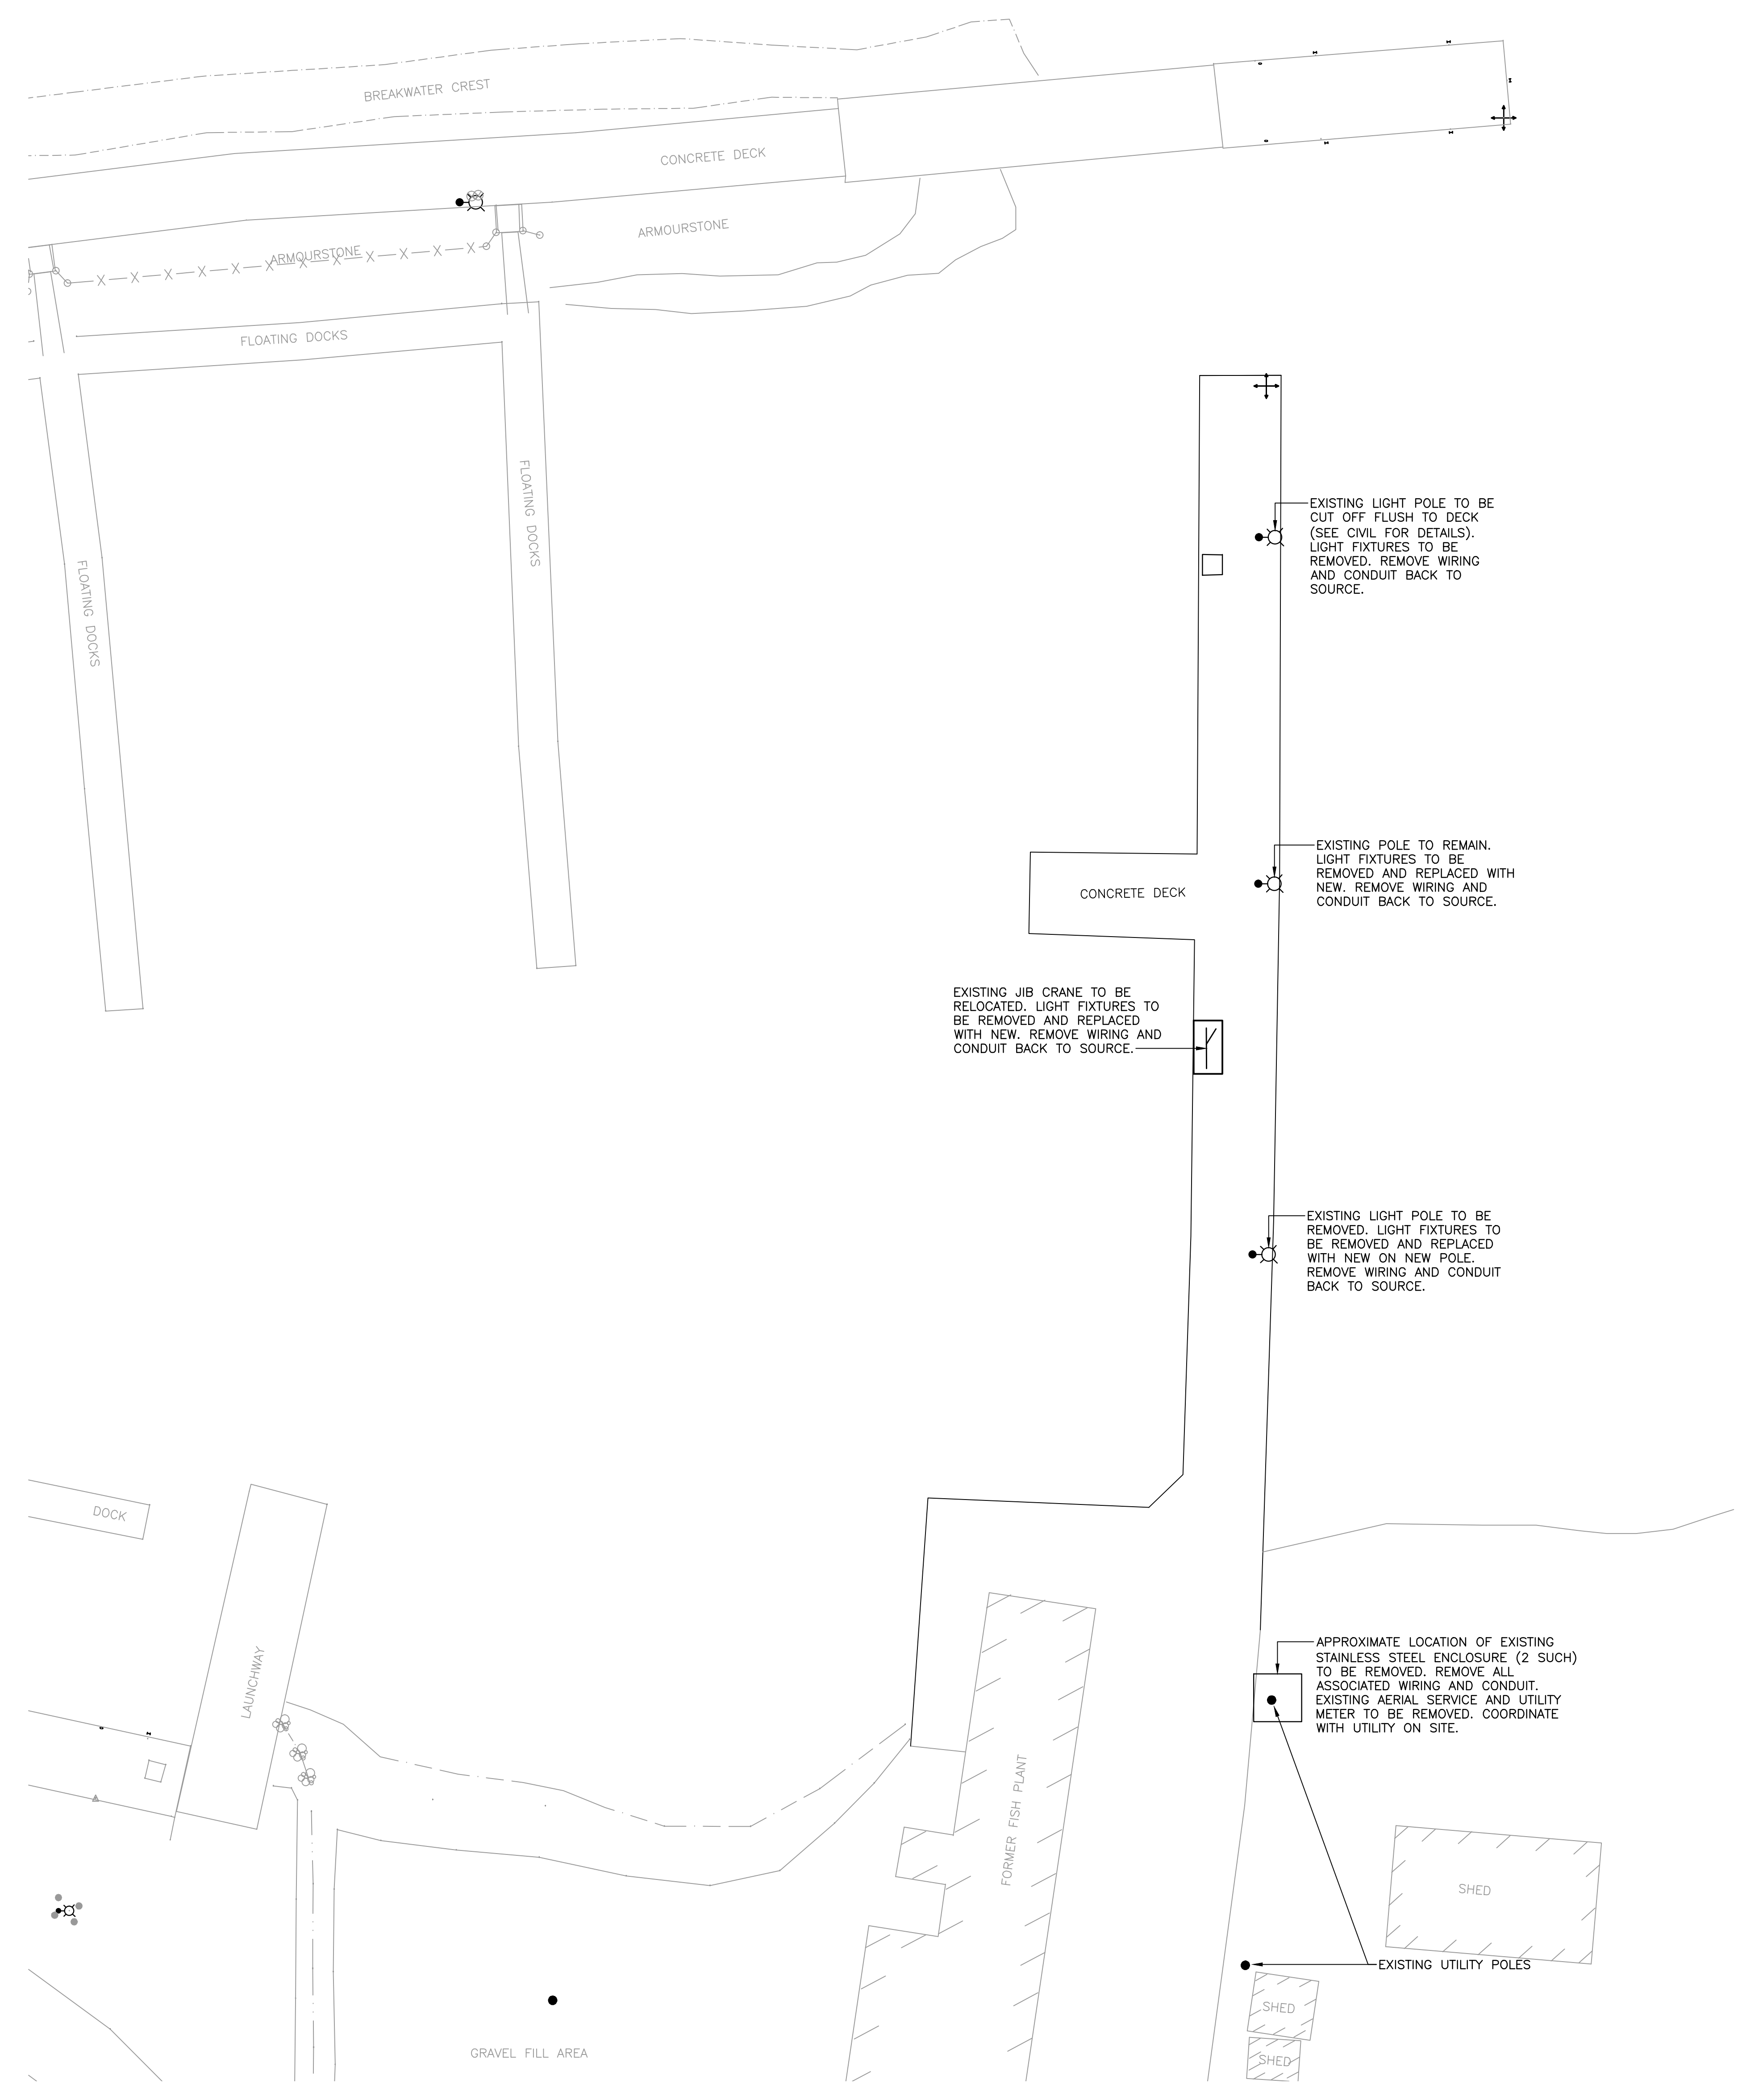 BREAKWATER CREST
CONCRETE DECK
ARMOURSTONE
ARMOURSTONE
FLOATING DOCKS
FLOATING DOCKS
FLOATING DOCKS
EXISTING LIGHT POLE TO BE
CUT OFF FLUSH TO DECK
(SEE CIVIL FOR DETAILS).
LIGHT FIXTURES TO BE
REMOVED. REMOVE WIRING
AND CONDUIT BACK TO
SOURCE.
EXISTING POLE TO REMAIN.
LIGHT FIXTURES TO BE
REMOVED AND REPLACED WITH
NEW. REMOVE WIRING AND
CONDUIT BACK TO SOURCE.
CONCRETE DECK
EXISTING JIB CRANE TO BE
RELOCATED. LIGHT FIXTURES TO
BE REMOVED AND REPLACED
WITH NEW. REMOVE WIRING AND
CONDUIT BACK TO SOURCE.
EXISTING LIGHT POLE TO BE
REMOVED. LIGHT FIXTURES TO
BE REMOVED AND REPLACED
WITH NEW ON NEW POLE.
REMOVE WIRING AND CONDUIT
BACK TO SOURCE.
DOCK
LAUNCHWAY
APPROXIMATE LOCATION OF EXISTING
STAINLESS STEEL ENCLOSURE (2 SUCH)
TO BE REMOVED. REMOVE ALL
ASSOCIATED WIRING AND CONDUIT.
EXISTING AERIAL SERVICE AND UTILITY
METER TO BE REMOVED. COORDINATE
WITH UTILITY ON SITE.
FORMER FISH PLANT
SHED
EXISTING UTILITY POLES
SHED
GRAVEL FILL AREA
SHED